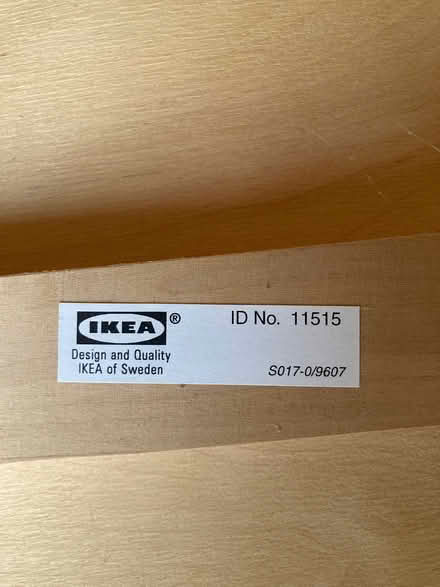 IKEA®
Design and Quality
IKEA of Sweden
ID No. 11515
S017-0/9607